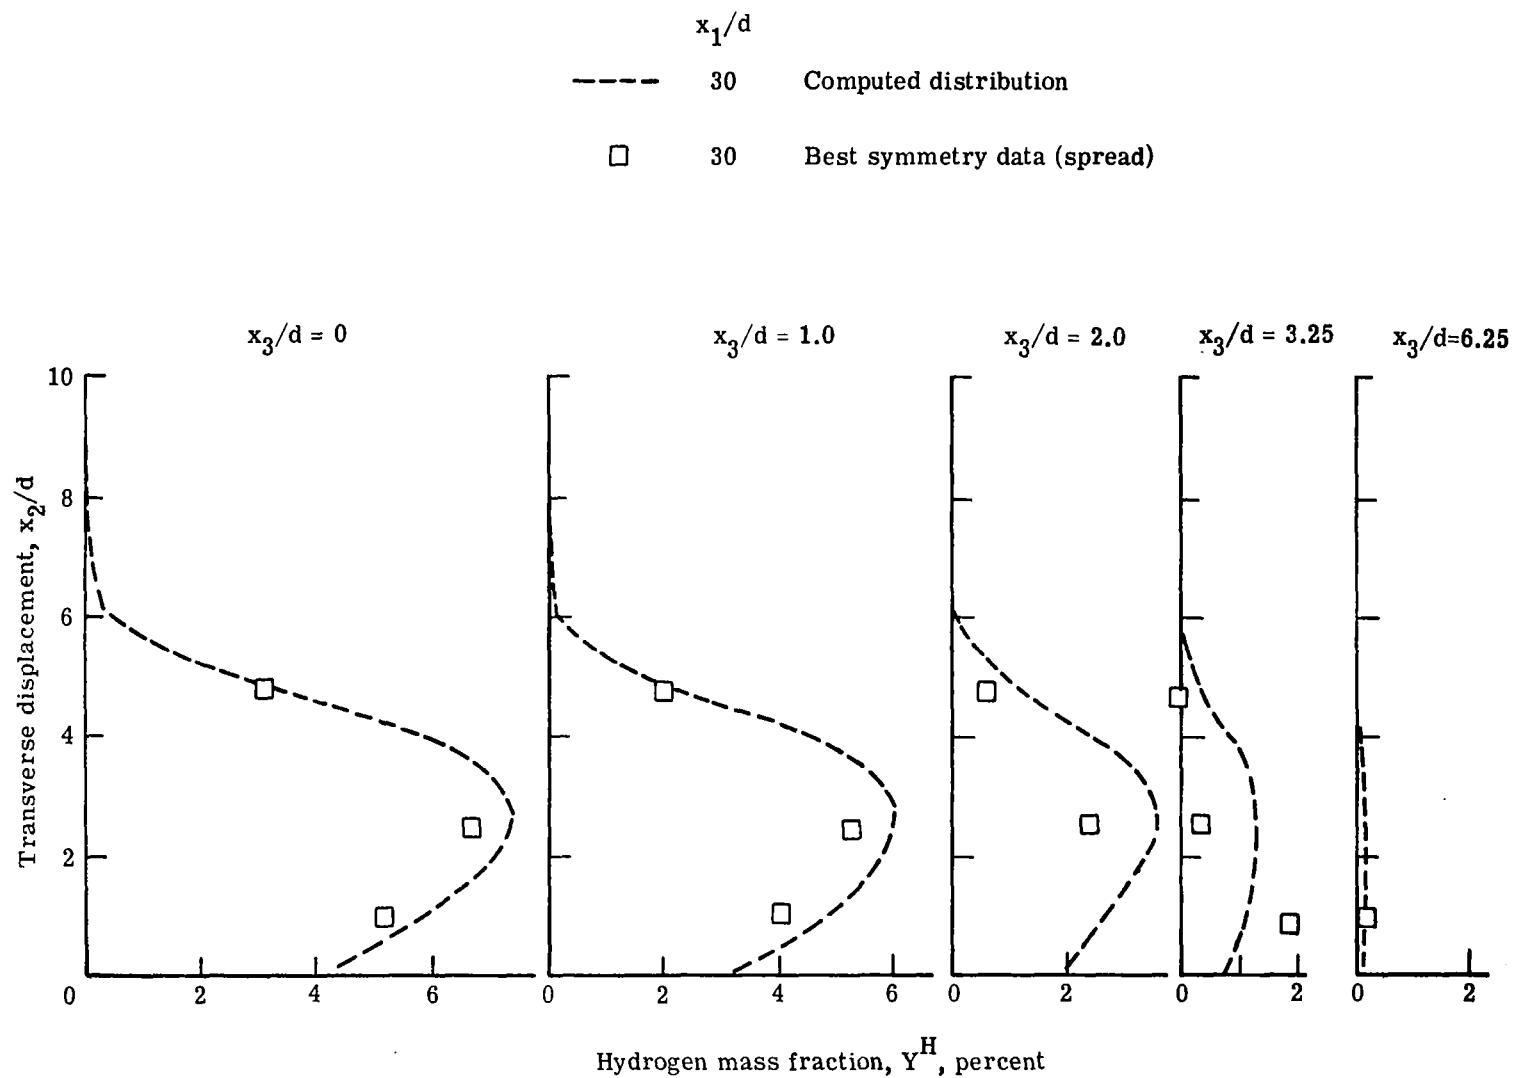 x₁/d
30 Computed distribution
30 Best symmetry data (spread)
x₃/d = 0 x₃/d = 1.0 x₃/d = 2.0 x₃/d = 3.25 x₃/d=6.25
10
8
6
4
2
Transverse displacement, x₂/d
0 2 4 6 0 2 4 6 0 2 0 2 0 2
Hydrogen mass fraction, Yᴴ, percent